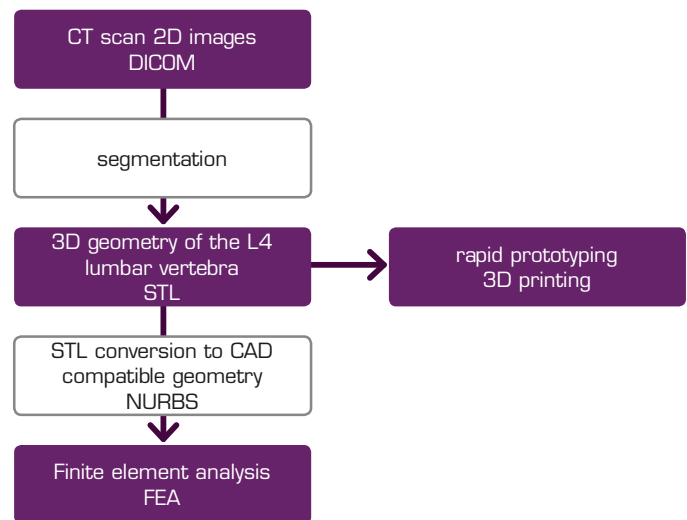 CT scan 2D images
DICOM
segmentation
3D geometry of the L4
lumbar vertebra
STL
rapid prototyping
3D printing
STL conversion to CAD
compatible geometry
NURBS
Finite element analysis
FEA